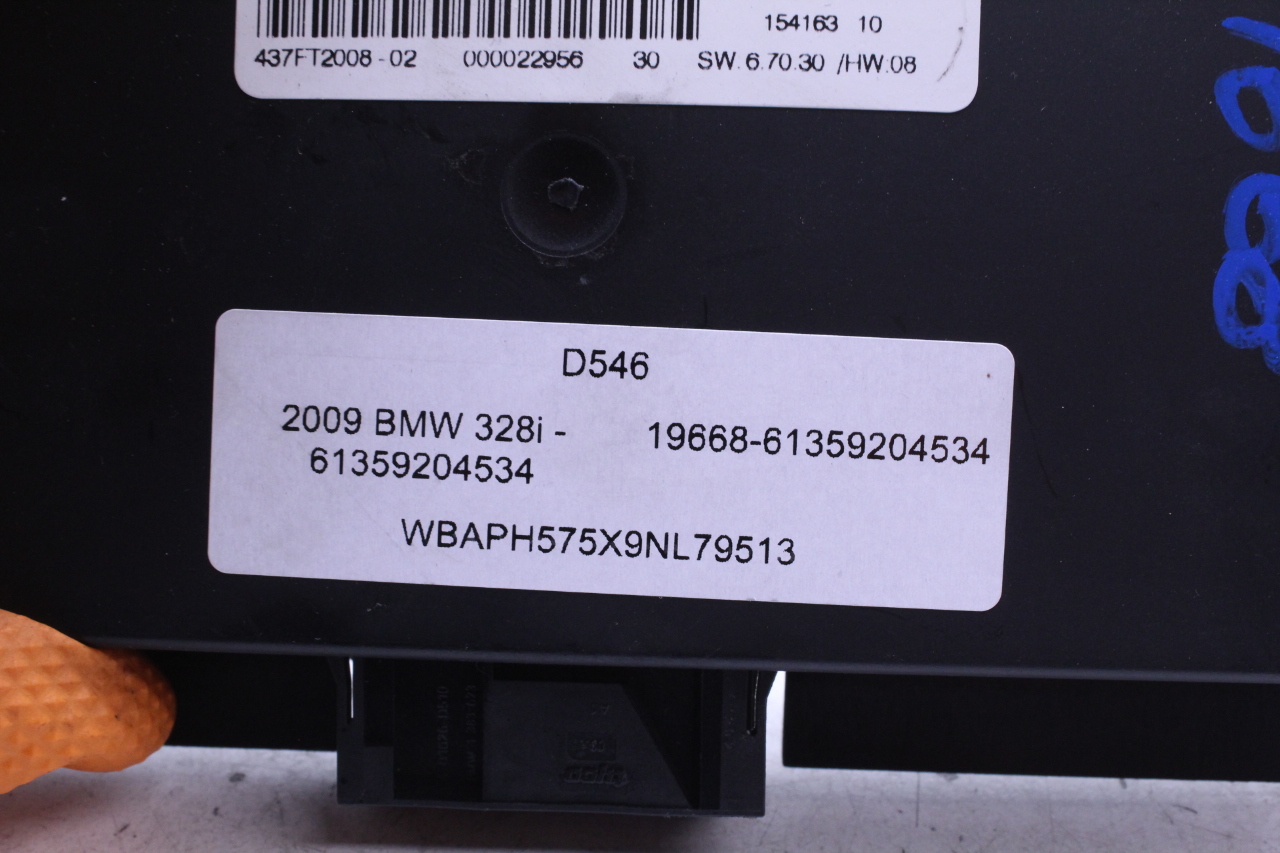 154163 10
437FT2008-02 000022956 30 SW:6.70.30 /HW:08
D546
2009 BMW 328i - 19668-61359204534
61359204534
WBAPH575X9NL79513